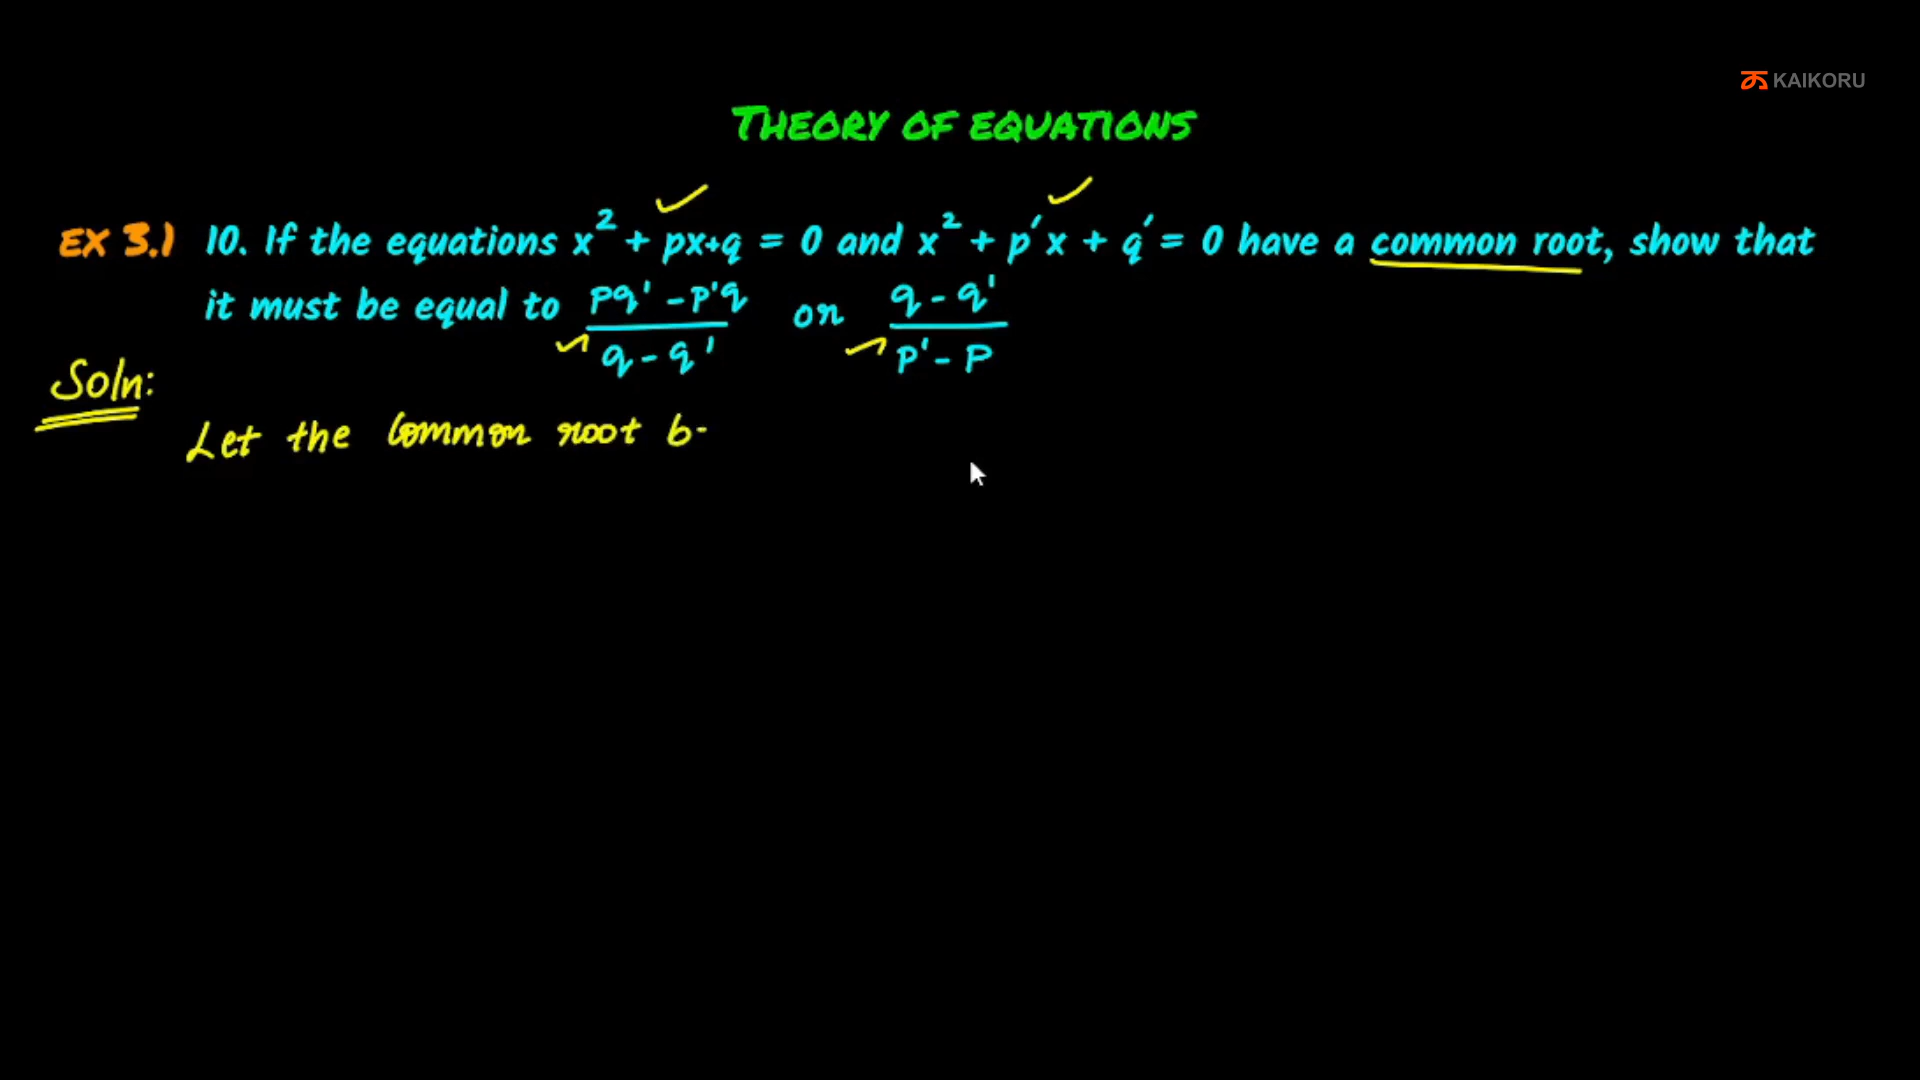 KAIKORU
THEORY OF EQUATIONS
EX 3.1 10. If the equations x² + px+q = 0 and x² + p′x + q′ = 0 have a common root, show that
it must be equal to (pq' - p'q)/(q - q') or (q - q')/(p' - p)
Soln:
Let the common root b